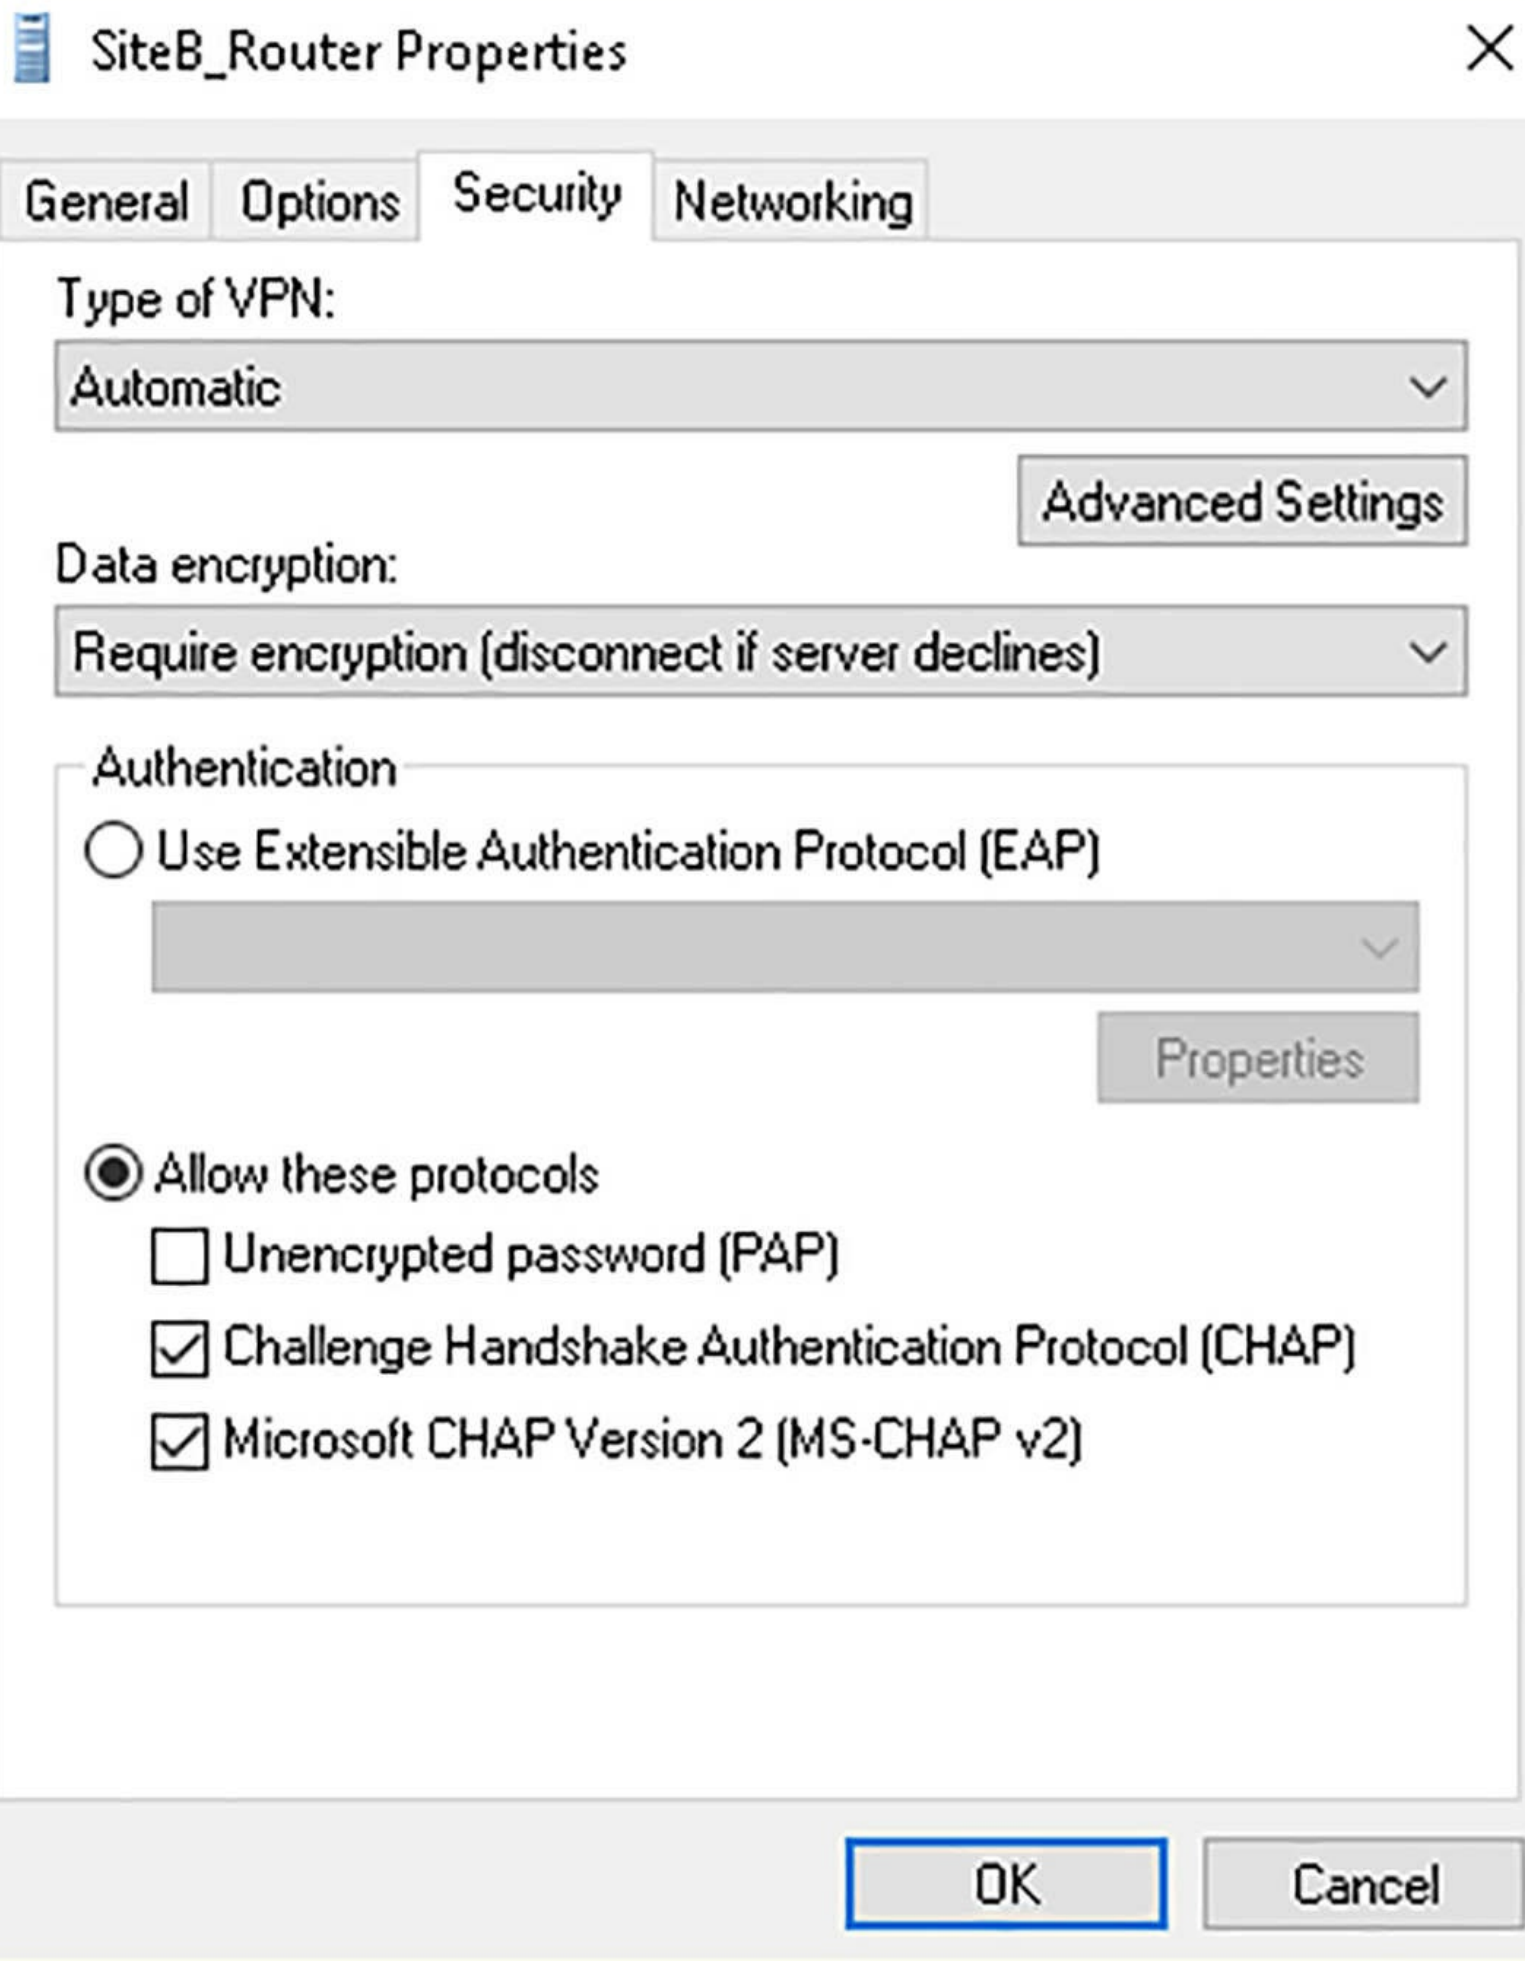 SiteB_Router Properties
General Options Security Networking
Type of VPN:
Automatic
Advanced Settings
Data encryption:
Require encryption (disconnect if server declines)
Authentication
Use Extensible Authentication Protocol (EAP)
Properties
Allow these protocols
Unencrypted password (PAP)
Challenge Handshake Authentication Protocol (CHAP)
Microsoft CHAP Version 2 (MS-CHAP v2)
OK Cancel